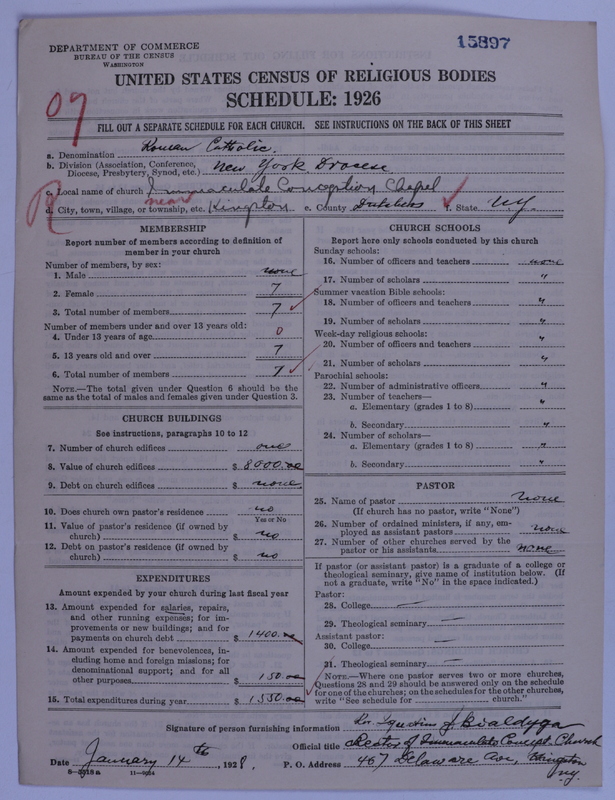 15897
DEPARTMENT OF COMMERCE
BUREAU OF THE CENSUS
WASHINGTON
UNITED STATES CENSUS OF RELIGIOUS BODIES
SCHEDULE: 1926
09
FILL OUT A SEPARATE SCHEDULE FOR EACH CHURCH. SEE INSTRUCTIONS ON THE BACK OF THIS SHEET
a. Denomination Roman Catholic.
b. Division (Association, Conference, Diocese, Presbytery, Synod, etc.) New York Diocese
c. Local name of church Immaculate Conception Chapel
R
near
d. City, town, village, or township, etc. Kingston e. County Dutchess f. State N.Y.
MEMBERSHIP
Report number of members according to definition of
member in your church
Number of members, by sex:
1. Male none
2. Female 7
3. Total number of members 7
Number of members under and over 13 years old:
4. Under 13 years of age 0
5. 13 years old and over 7
6. Total number of members 7
NOTE.—The total given under Question 6 should be the
same as the total of males and females given under Question 3.
CHURCH BUILDINGS
See instructions, paragraphs 10 to 12
7. Number of church edifices one
8. Value of church edifices $ 8000.00
9. Debt on church edifices $ none.
10. Does church own pastor's residence no
Yes or No
11. Value of pastor's residence (if owned by
church) $ no
12. Debt on pastor's residence (if owned by
church) $ no
EXPENDITURES
Amount expended by your church during last fiscal year
13. Amount expended for salaries, repairs,
and other running expenses; for im-
provements or new buildings; and for
payments on church debt $ 1400.00
14. Amount expended for benevolences, in-
cluding home and foreign missions; for
denominational support; and for all
other purposes $ 150.00
15. Total expenditures during year $ 1550.00
CHURCH SCHOOLS
Report here only schools conducted by this church
Sunday schools:
16. Number of officers and teachers none
17. Number of scholars "
Summer vacation Bible schools:
18. Number of officers and teachers "
19. Number of scholars "
Week-day religious schools:
20. Number of officers and teachers "
21. Number of scholars "
Parochial schools:
22. Number of administrative officers "
23. Number of teachers—
a. Elementary (grades 1 to 8) "
b. Secondary "
24. Number of scholars—
a. Elementary (grades 1 to 8) "
b. Secondary "
PASTOR
25. Name of pastor none
(If church has no pastor, write "None")
26. Number of ordained ministers, if any, em-
ployed as assistant pastors none
27. Number of other churches served by the
pastor or his assistants none
If pastor (or assistant pastor) is a graduate of a college or
theological seminary, give name of institution below. (If
not a graduate, write "No" in the space indicated.)
Pastor:
28. College —
29. Theological seminary —
Assistant pastor:
30. College —
31. Theological seminary —
NOTE.—Where one pastor serves two or more churches,
Questions 28 and 29 should be answered only on the schedule
for one of the churches; on the schedules for the other churches,
write "See schedule for church."
Signature of person furnishing information Ignatius J. Bialdyga
Official title Rector of Immaculate Concept. Church
Date January 14th, 1928. P. O. Address 467 Delaware Ave, Kingston
N.Y.
8—3918 a 11—3024